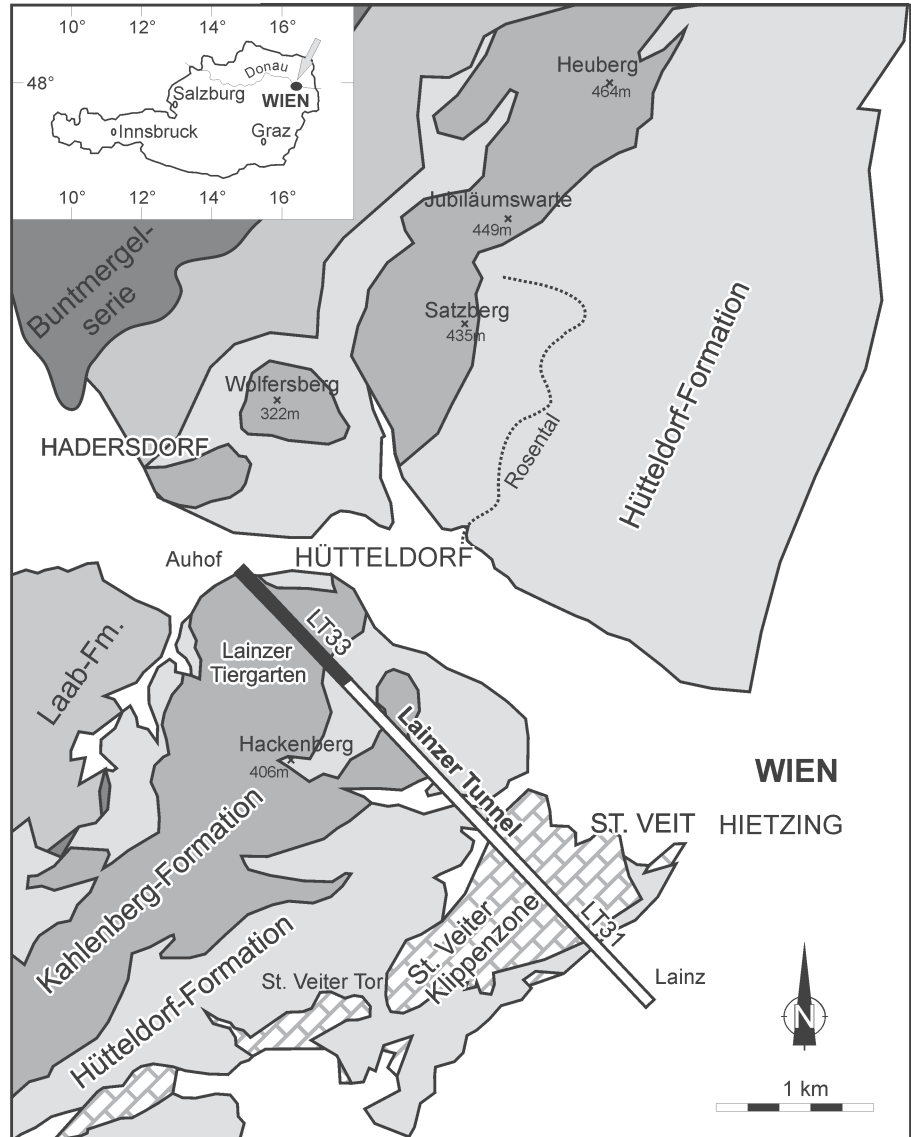 10° 12° 14° 16°
48°
Donau
Salzburg
WIEN
Innsbruck
Graz
10° 12° 14° 16°
Heuberg
464m
Jubiläumswarte
449m
Buntmergel-
serie
Satzberg
435m
Hütteldorf-Formation
Wolfersberg
322m
HADERSDORF
Rosental
Auhof
HÜTTELDORF
LT33
Laab-Fm.
Lainzer
Tiergarten
Hackenberg
406m
Lainzer Tunnel
WIEN
ST. VEIT
HIETZING
Kahlenberg-Formation
Hütteldorf-Formation
St. Veiter
Klippenzone
LT31
St. Veiter Tor
Lainz
N
1 km